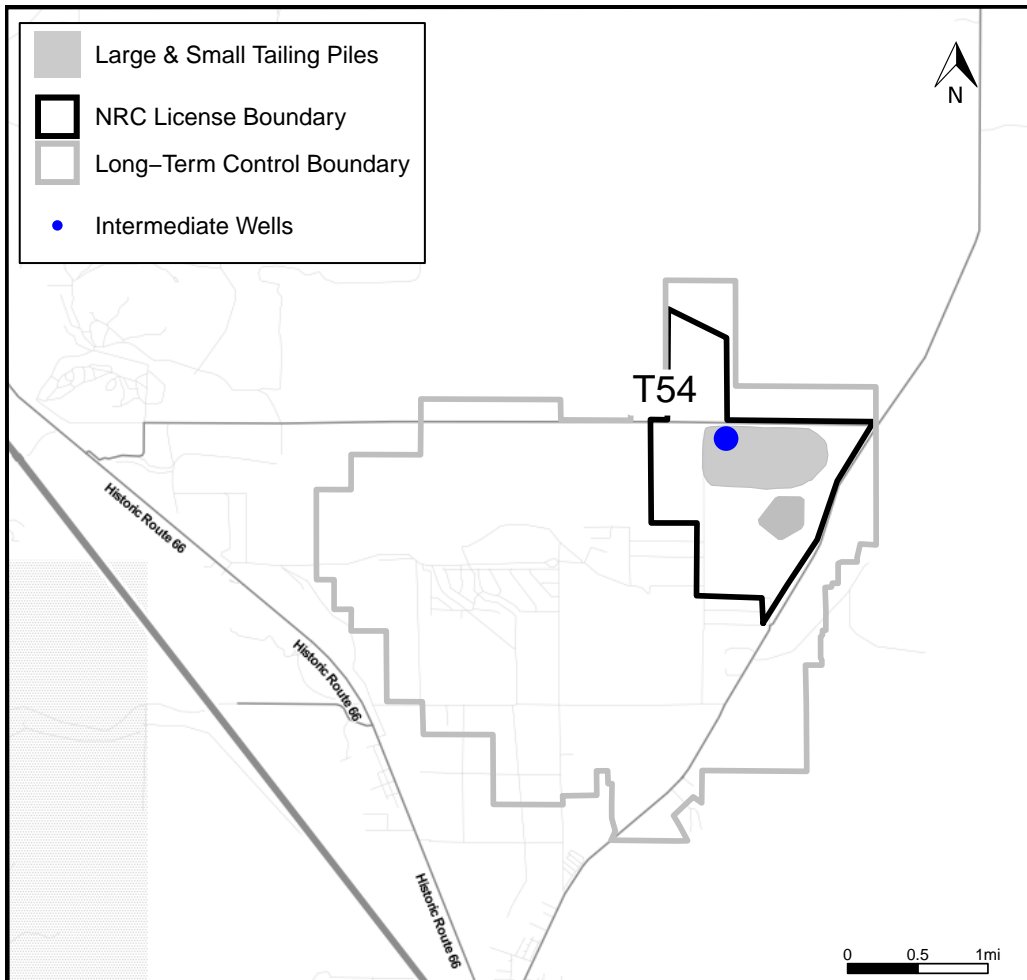 Large & Small Tailing Piles
NRC License Boundary
Long−Term Control Boundary
Intermediate Wells
N
T54
Historic Route 66
Historic Route 66
Historic Route 66
0 0.5 1mi